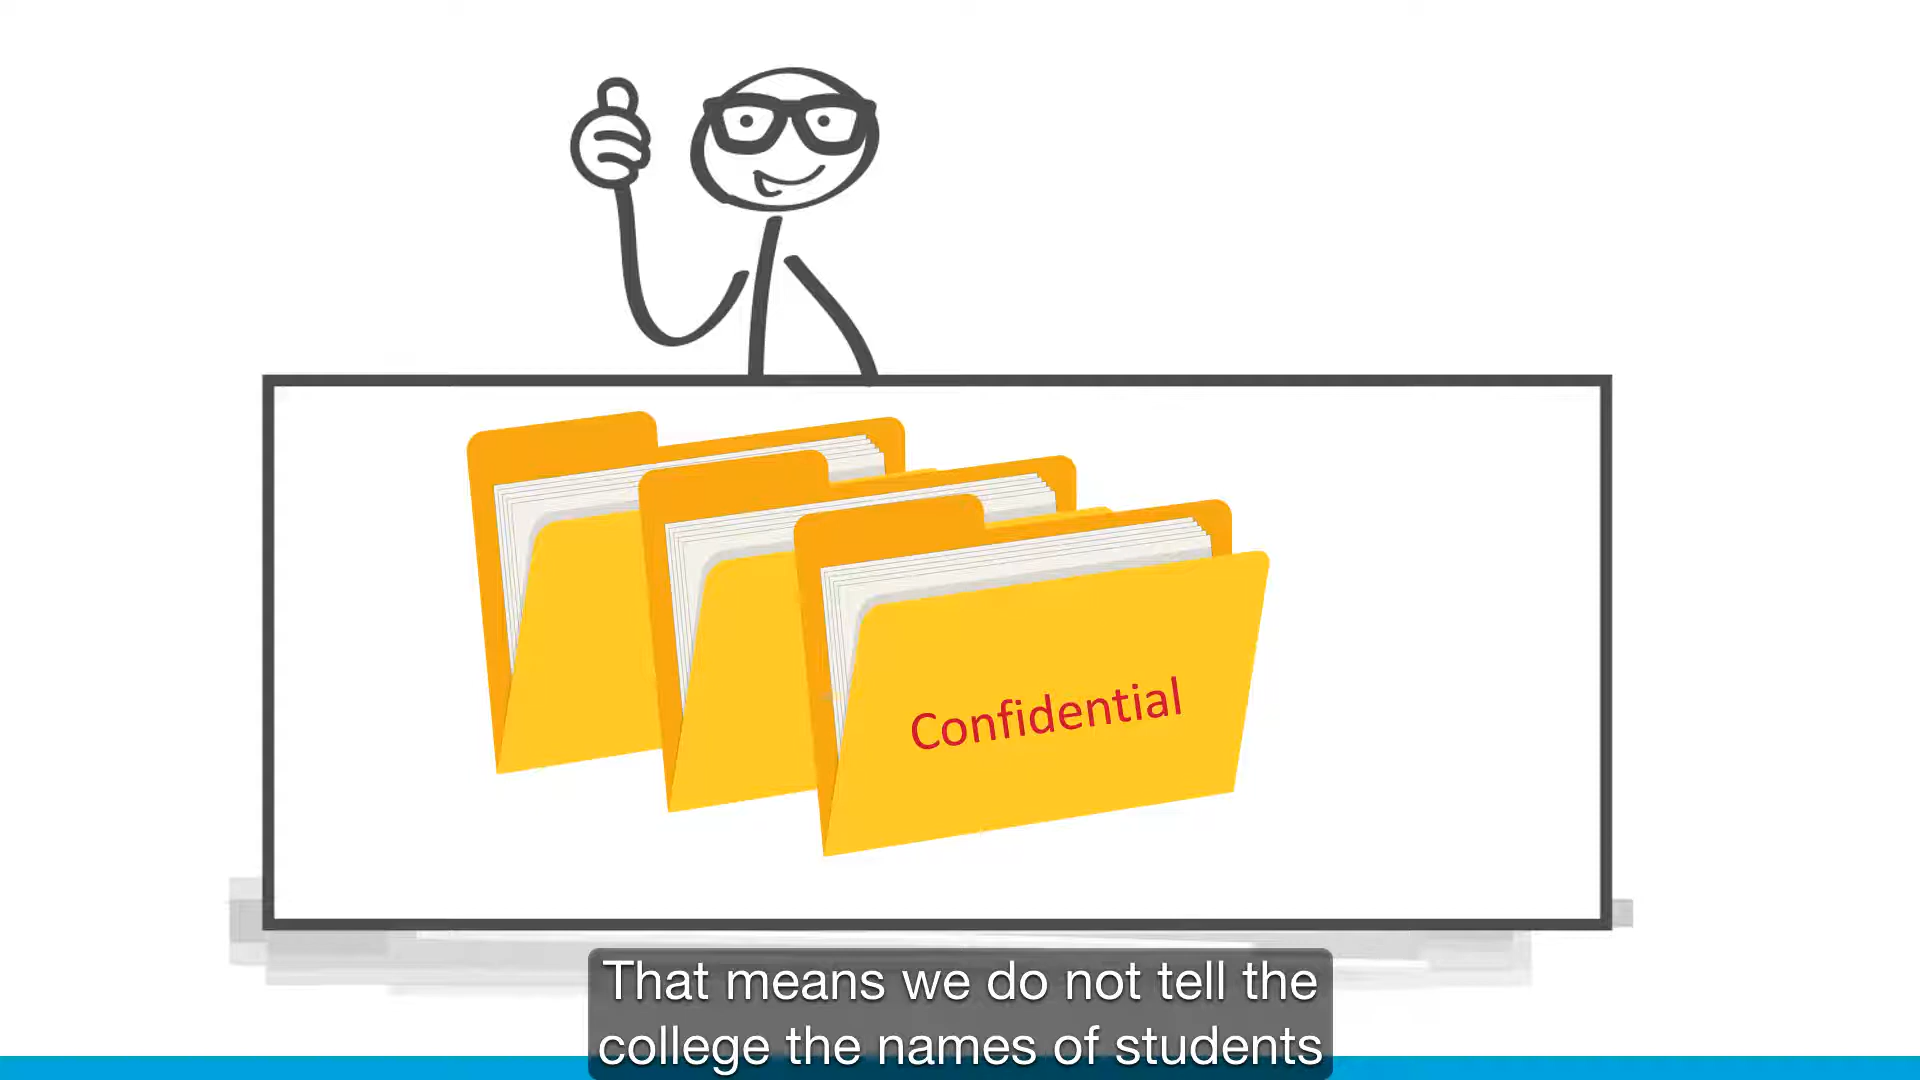 Confidential
That means we do not tell the
college the names of students